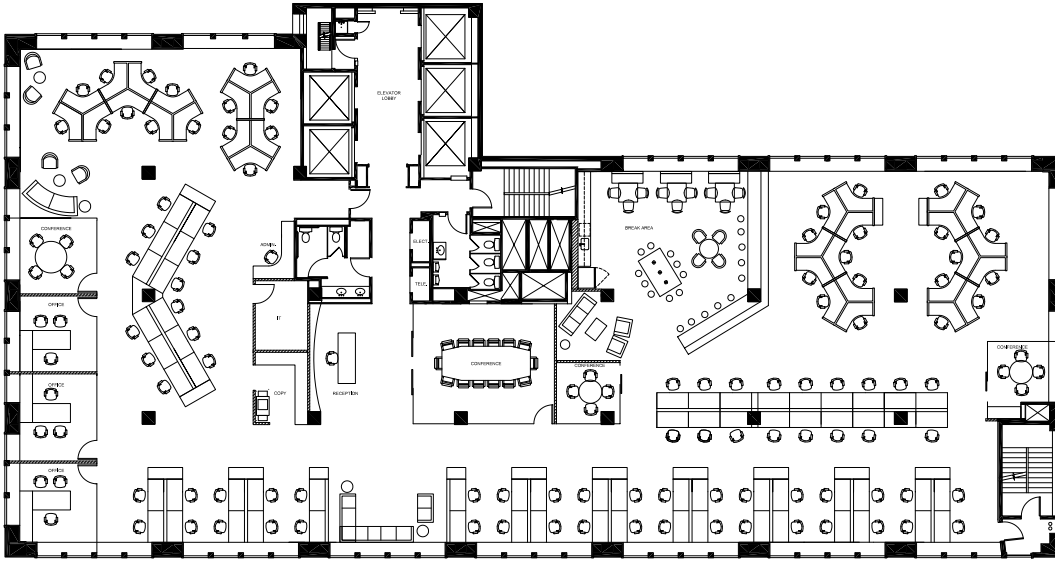 ELEVATOR
LOBBY
CONFERENCE
ADMIN.
ELECT.
BREAK AREA
TELE.
OFFICE
IT
CONFERENCE
CONFERENCE
CONFERENCE
OFFICE
COPY
RECEPTION
OFFICE